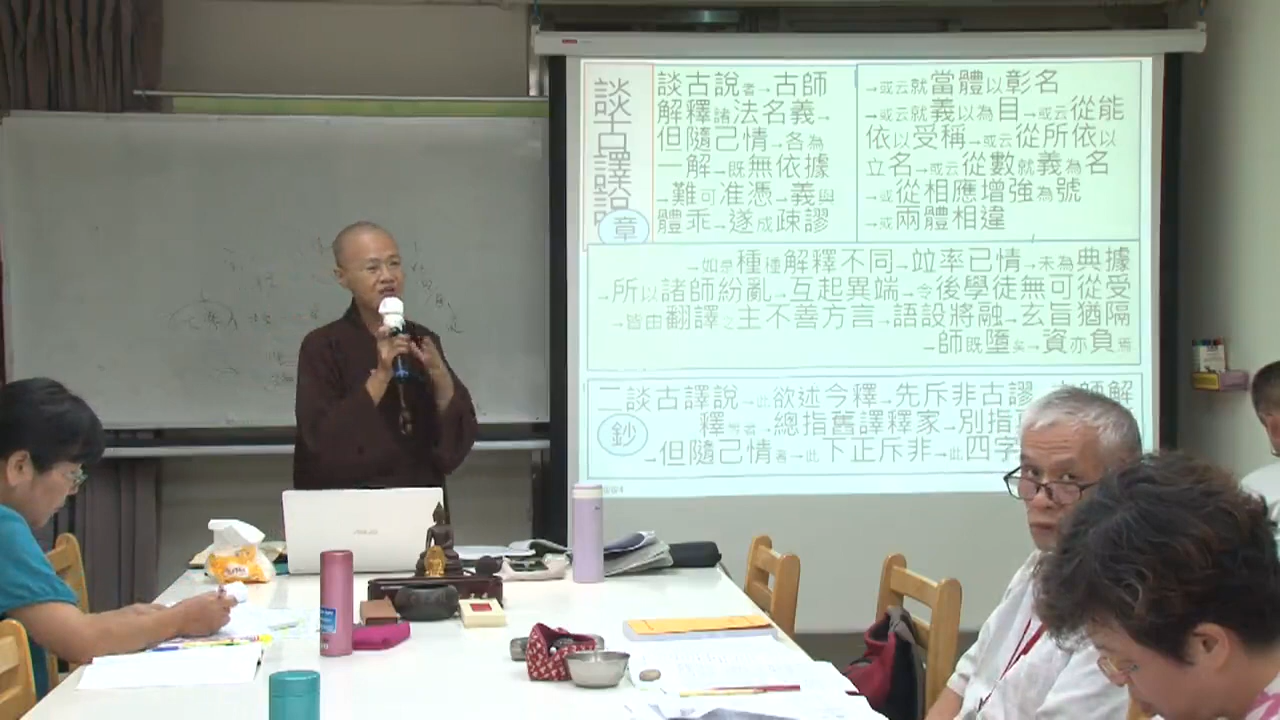 談古譯說
章
談古說者→古師
解釋諸法名義→
但隨己情→各為
一解→既無依據
→難可准憑→義與
體乖→遂成疎謬
→或云就當體以彰名
→或云就義以為目→或云從能
依以受稱→或云從所依以
立名→或云從數就義為名
→或從相應增強為號
→或兩體相違
→如是種種解釋不同→竝率己情→未為典據
→所以諸師紛亂→互起異端→令後學徒無可從受
→皆由翻譯之主不善方言→語設將融→玄旨猶隔
→師既墮矣→資亦負焉
鈔
二談古譯說→此欲述今釋→先斥非古謬
釋→總指舊譯釋家→別指
→但隨己情者→此下正斥非→此四字
ASUS